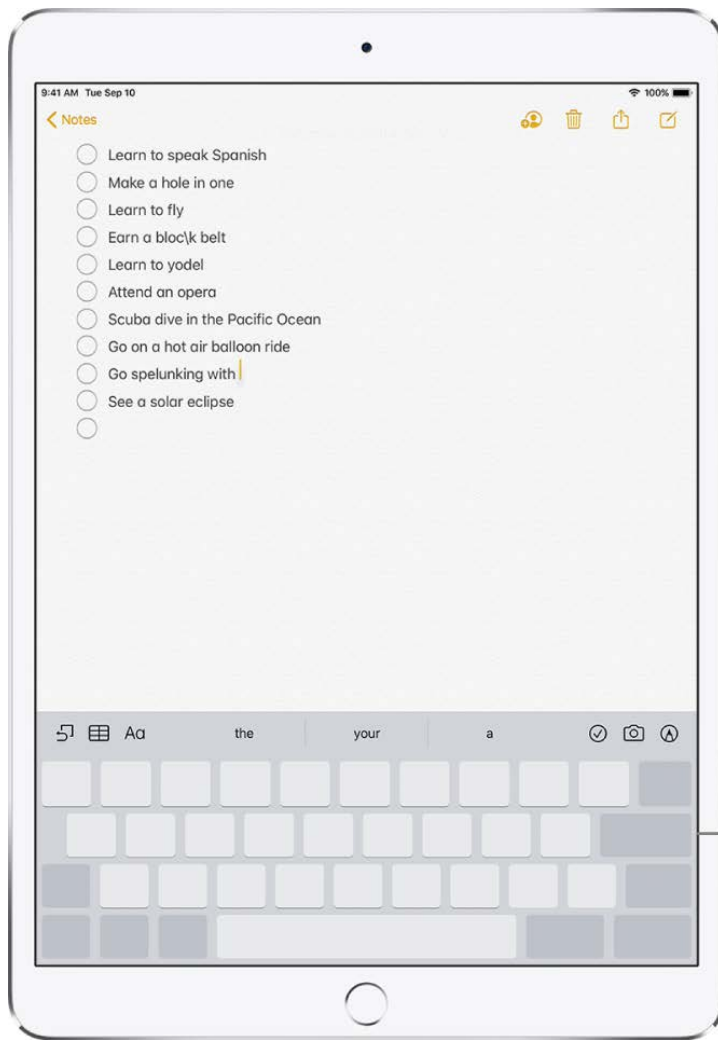 9:41 AM Tue Sep 10
100%
Notes
Learn to speak Spanish
Make a hole in one
Learn to fly
Earn a bloc\k belt
Learn to yodel
Attend an opera
Scuba dive in the Pacific Ocean
Go on a hot air balloon ride
Go spelunking with
See a solar eclipse
Aa the your a